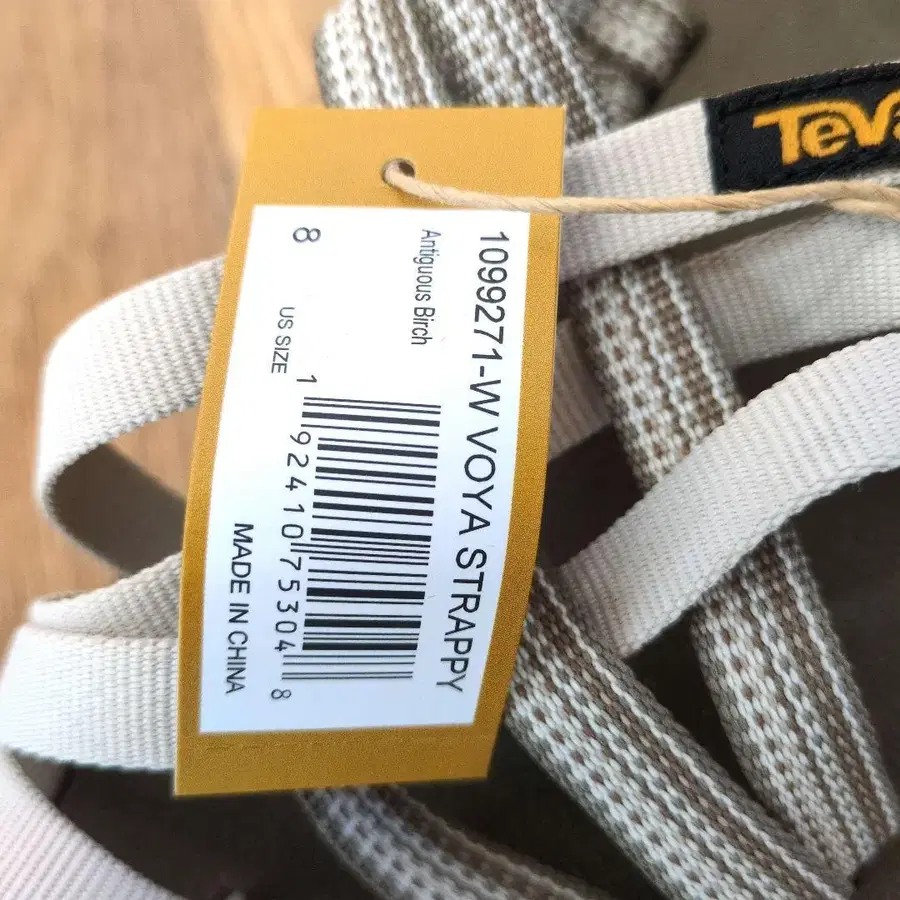 Teva
1099271-W VOYA STRAPPY
Antiguous Birch
8
US SIZE
1 92410 75304 8
MADE IN CHINA